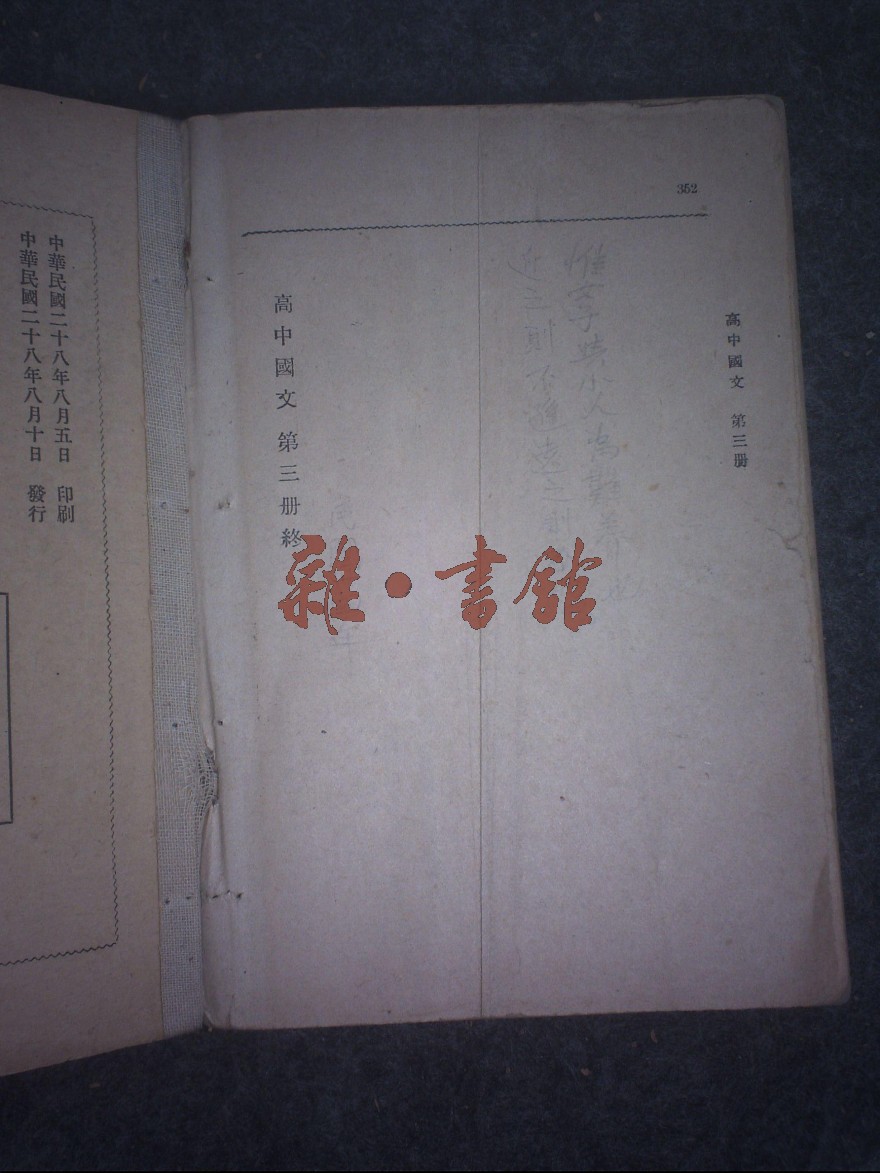 352
高中國文　第三册
惟女子與小人為難養也
近之則不遜遠之則
高中國文　第三册終
雜·書館
中華民國二十八年八月五日　印刷
中華民國二十八年八月十日　發行